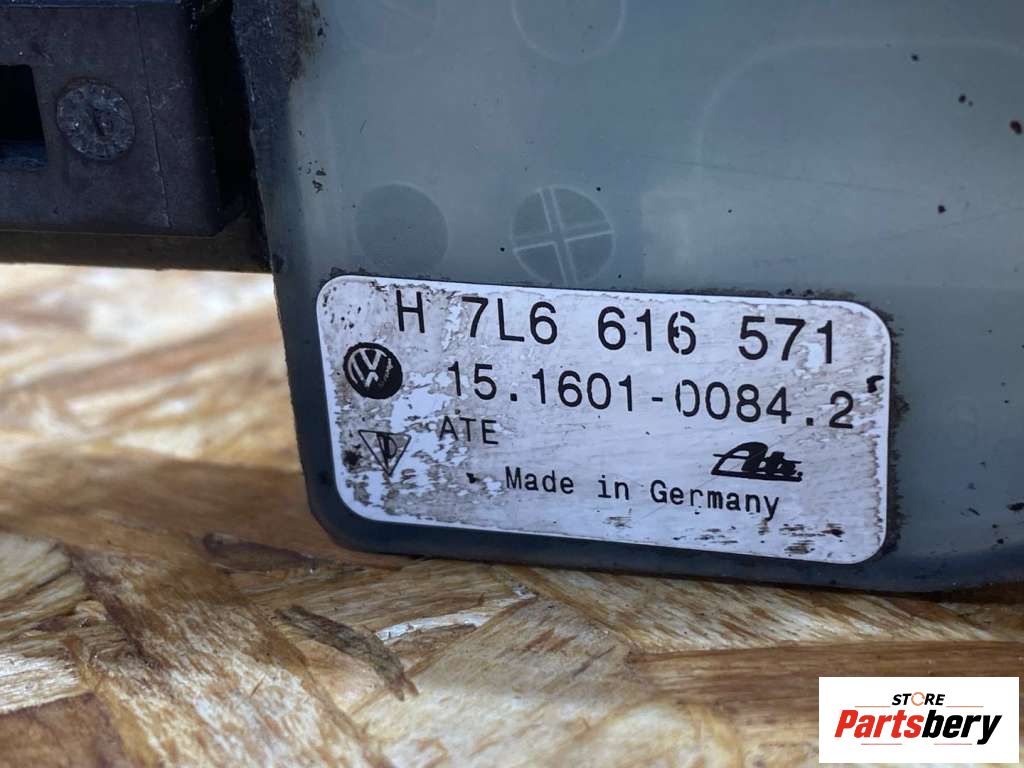 H 7L6 616 571
15.1601-0084.2
ATE
Ate
Made in Germany
STORE
Partsbery